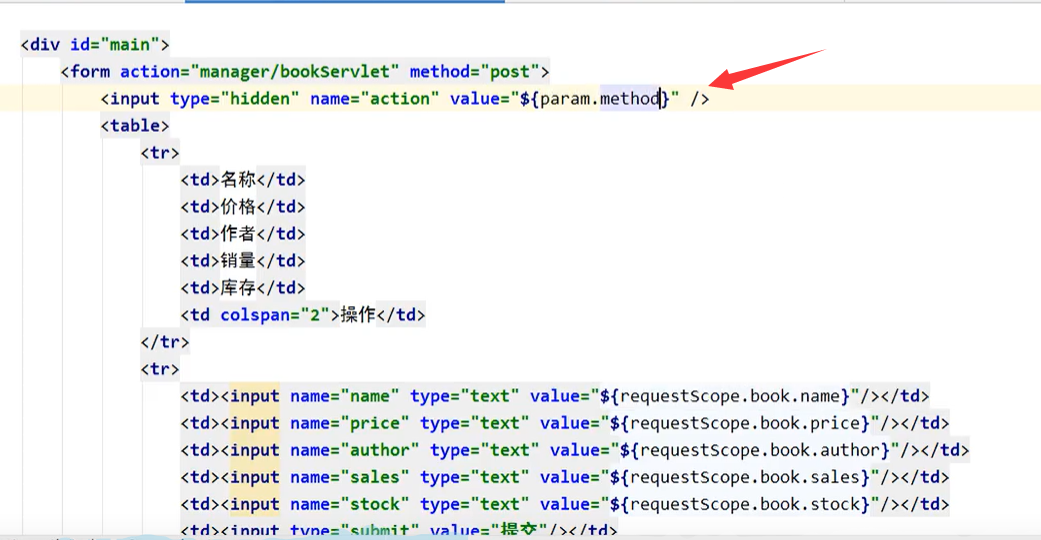 <div id="main">
<form action="manager/bookServlet" method="post">
<input type="hidden" name="action" value="${param.method}" />
<table>
<tr>
<td>名称</td>
<td>价格</td>
<td>作者</td>
<td>销量</td>
<td>库存</td>
<td colspan="2">操作</td>
</tr>
<tr>
<td><input name="name" type="text" value="${requestScope.book.name}"/></td>
<td><input name="price" type="text" value="${requestScope.book.price}"/></td>
<td><input name="author" type="text" value="${requestScope.book.author}"/></td>
<td><input name="sales" type="text" value="${requestScope.book.sales}"/></td>
<td><input name="stock" type="text" value="${requestScope.book.stock}"/></td>
<td><input type="submit" value="提交"/></td>